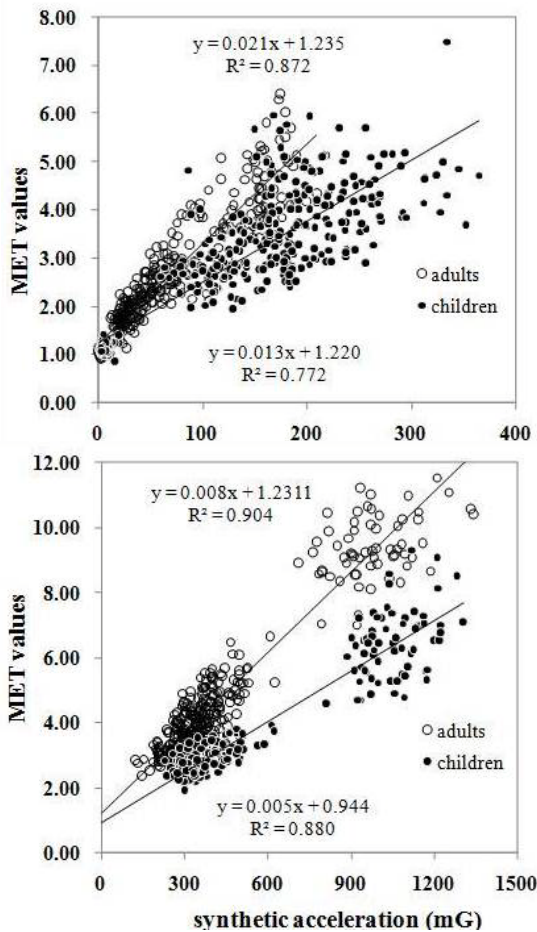 8.00
y = 0.021x + 1.235
R² = 0.872
7.00
6.00
5.00
MET values
4.00
3.00
adults
children
2.00
y = 0.013x + 1.220
R² = 0.772
1.00
0.00
0 100 200 300 400
12.00
y = 0.008x + 1.2311
R² = 0.904
10.00
8.00
MET values
6.00
4.00
adults
children
2.00
y = 0.005x + 0.944
R² = 0.880
0.00
0 300 600 900 1200 1500
synthetic acceleration (mG)